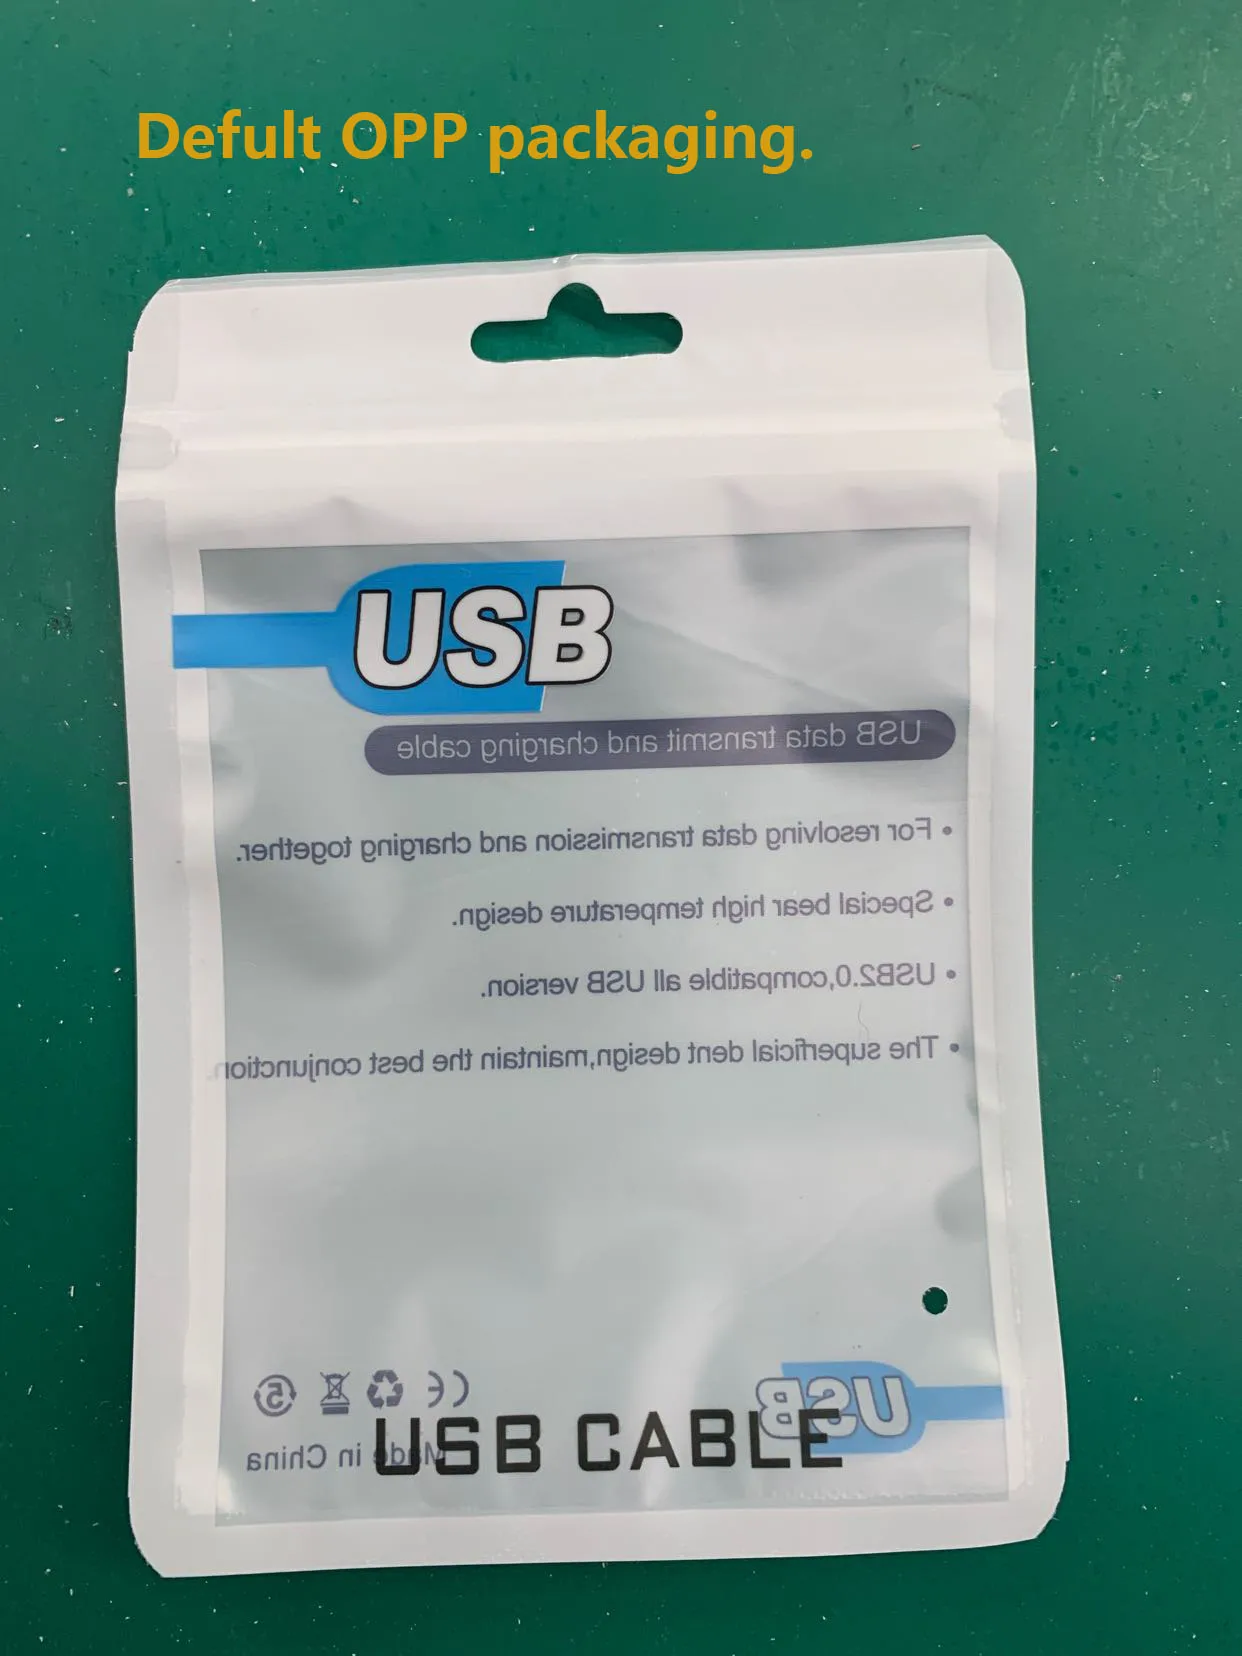 Defult OPP packaging.
USB
USB data transmit and charging cable
• For resolving data transmission and charging together.
• Special bear high temperature design.
• USB2.0,compatible all USB version.
• The superficial dent design,maintain the best conjunction.
CE
5
USB
USB CABLE
Made in China